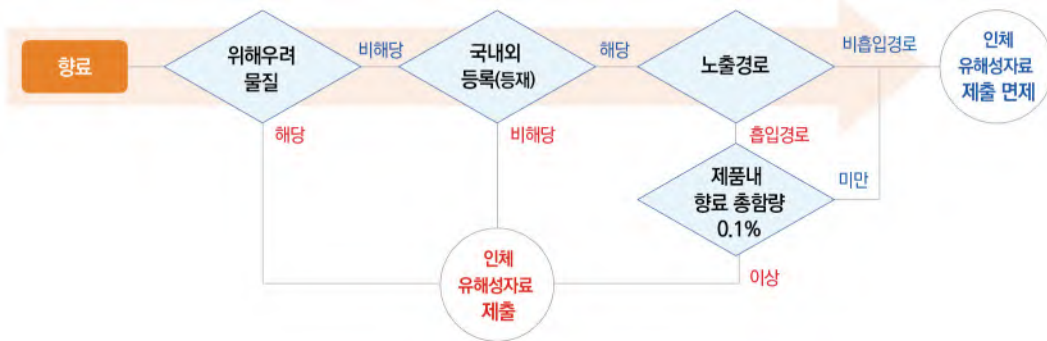 향료
위해우려
물질
비해당
국내외
등록(등재)
해당
노출경로
비흡입경로
인체
유해성자료
제출 면제
해당
비해당
흡입경로
제품내
향료 총함량
0.1%
미만
이상
인체
유해성자료
제출